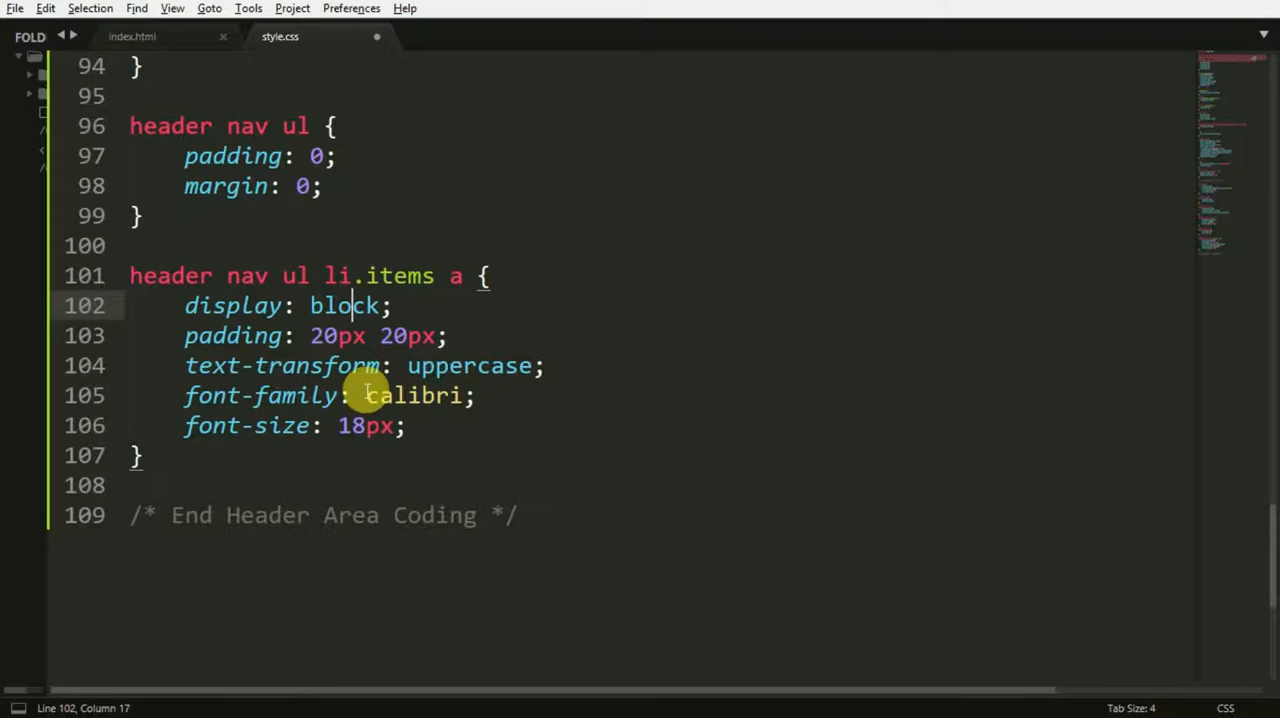 File Edit Selection Find View Goto Tools Project Preferences Help
FOLD index.html style.css
94 }
95
96 header nav ul {
97 padding: 0;
98 margin: 0;
99 }
100
101 header nav ul li.items a {
102 display: block;
103 padding: 20px 20px;
104 text-transform: uppercase;
105 font-family: calibri;
106 font-size: 18px;
107 }
108
109 /* End Header Area Coding */
Line 102, Column 17 Tab Size: 4 CSS